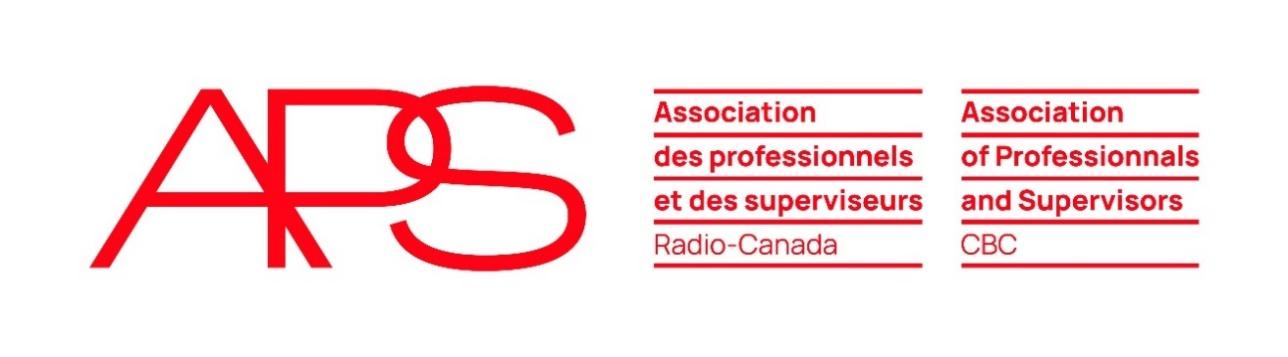 APS
Association
des professionnels
et des superviseurs
Radio-Canada
Association
of Professionnals
and Supervisors
CBC